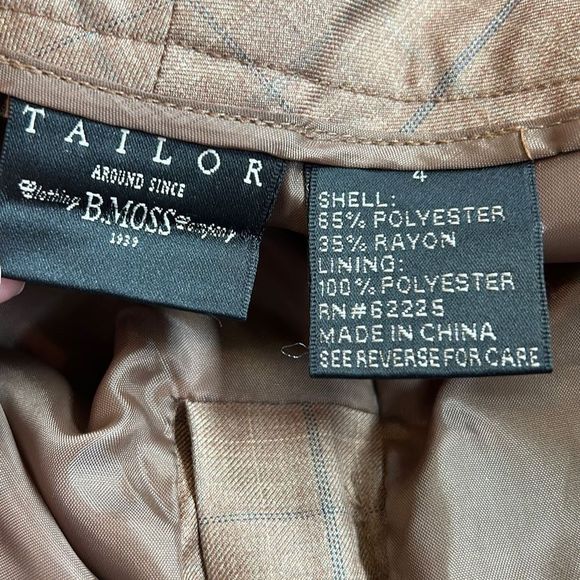 TAILOR
AROUND SINCE
Clothing B.MOSS Company
1939
4
SHELL:
65% POLYESTER
35% RAYON
LINING:
100% POLYESTER
RN#62225
MADE IN CHINA
SEE REVERSE FOR CARE